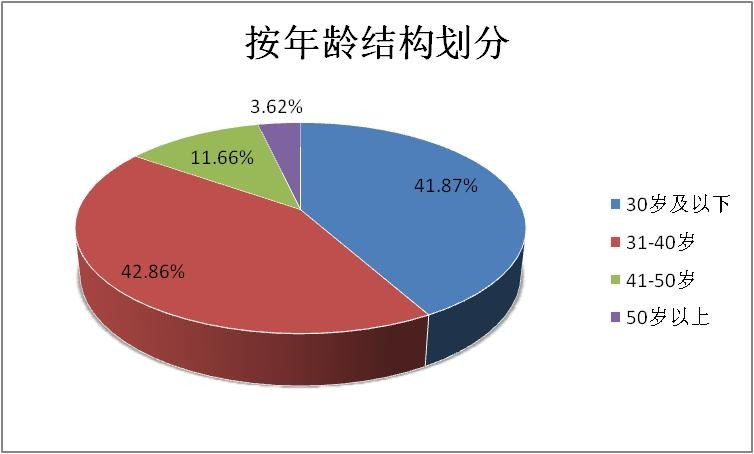 按年龄结构划分
3.62%
11.66%
41.87%
42.86%
30岁及以下
31-40岁
41-50岁
50岁以上